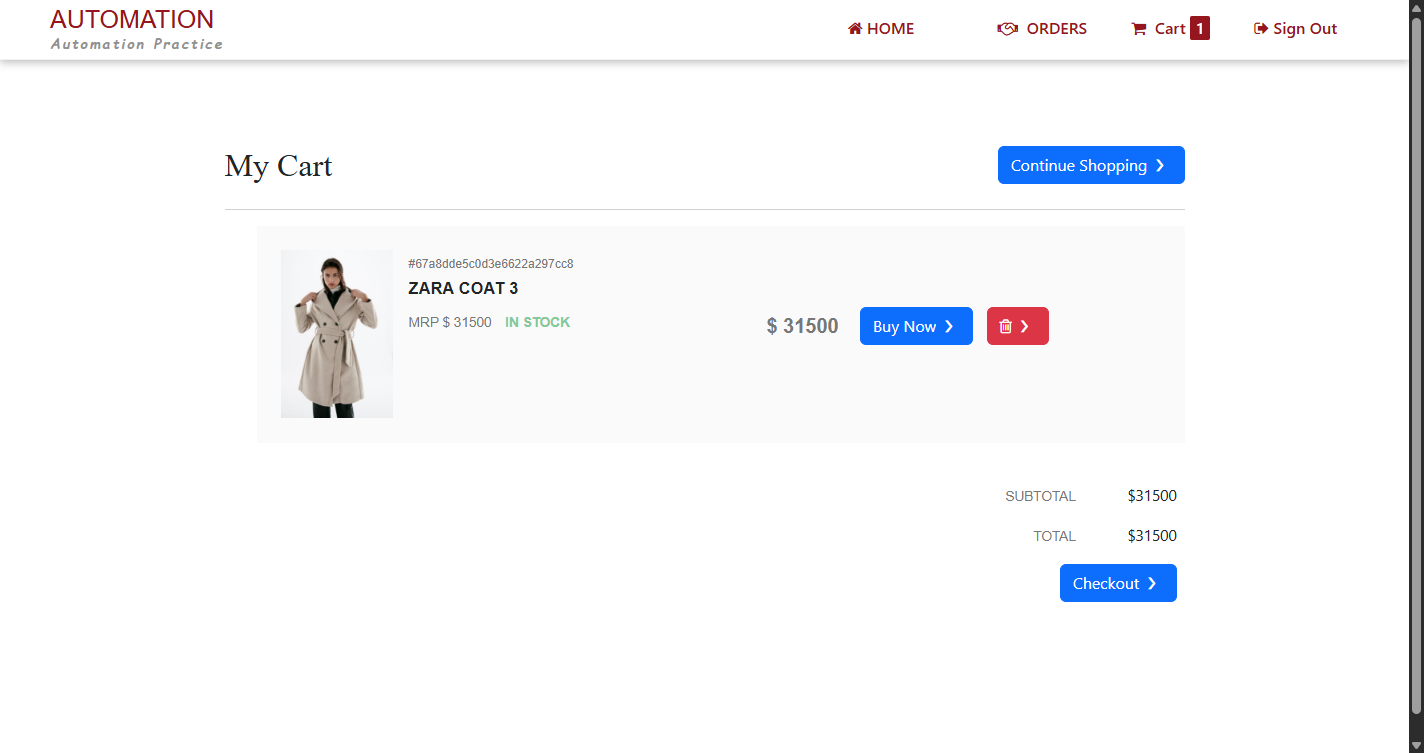 AUTOMATION
Automation Practice
HOME
ORDERS
Cart 1
Sign Out
My Cart
Continue Shopping ❯
#67a8dde5c0d3e6622a297cc8
ZARA COAT 3
MRP $ 31500 IN STOCK
$ 31500
Buy Now ❯
❯
SUBTOTAL $31500
TOTAL $31500
Checkout ❯